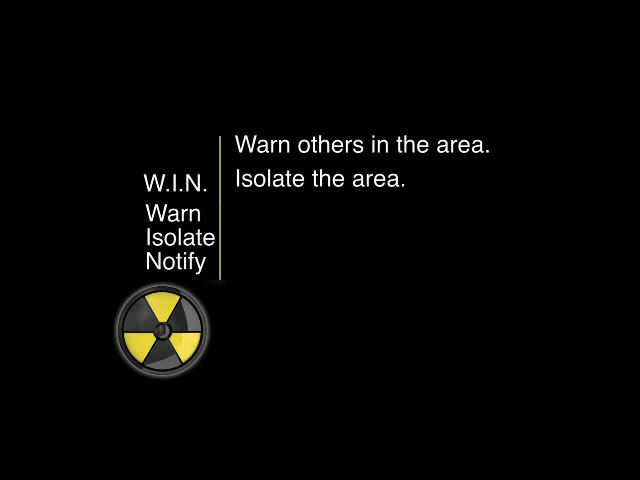 W.I.N.
Warn
Isolate
Notify
Warn others in the area.
Isolate the area.